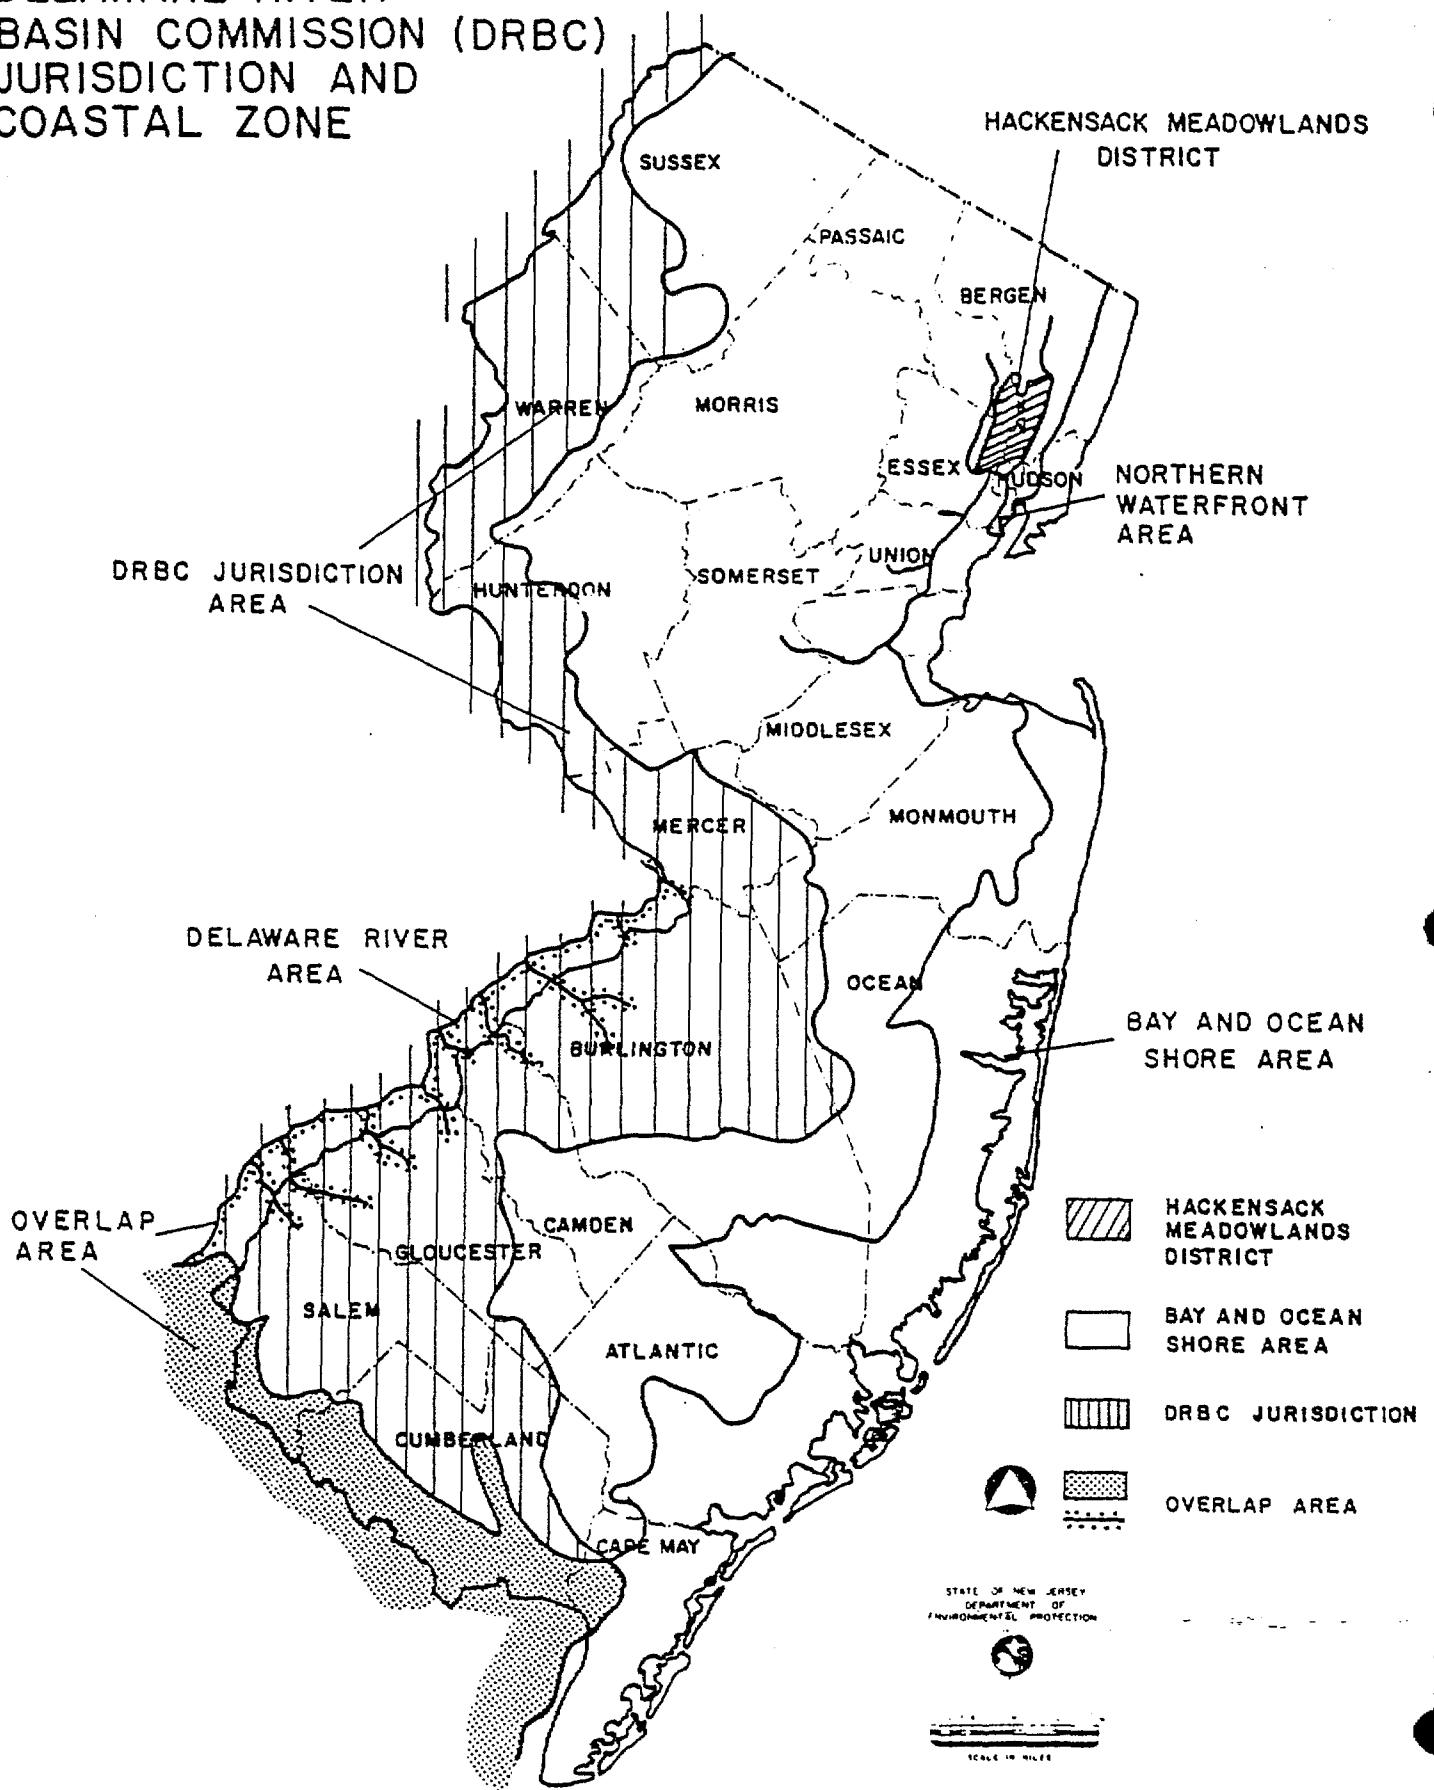 BASIN COMMISSION (DRBC)
JURISDICTION AND
COASTAL ZONE
HACKENSACK MEADOWLANDS
DISTRICT
SUSSEX
PASSAIC
BERGEN
WARREN
MORRIS
ESSEX
HUDSON
NORTHERN
WATERFRONT
AREA
UNION
DRBC JURISDICTION
AREA
HUNTERDON
SOMERSET
MIDDLESEX
MONMOUTH
MERCER
DELAWARE RIVER
AREA
OCEAN
BAY AND OCEAN
SHORE AREA
BURLINGTON
OVERLAP
AREA
CAMDEN
GLOUCESTER
SALEM
ATLANTIC
CUMBERLAND
CAPE MAY
HACKENSACK
MEADOWLANDS
DISTRICT
BAY AND OCEAN
SHORE AREA
DRBC JURISDICTION
OVERLAP AREA
STATE OF NEW JERSEY
DEPARTMENT OF
ENVIRONMENTAL PROTECTION
SCALE IN MILES